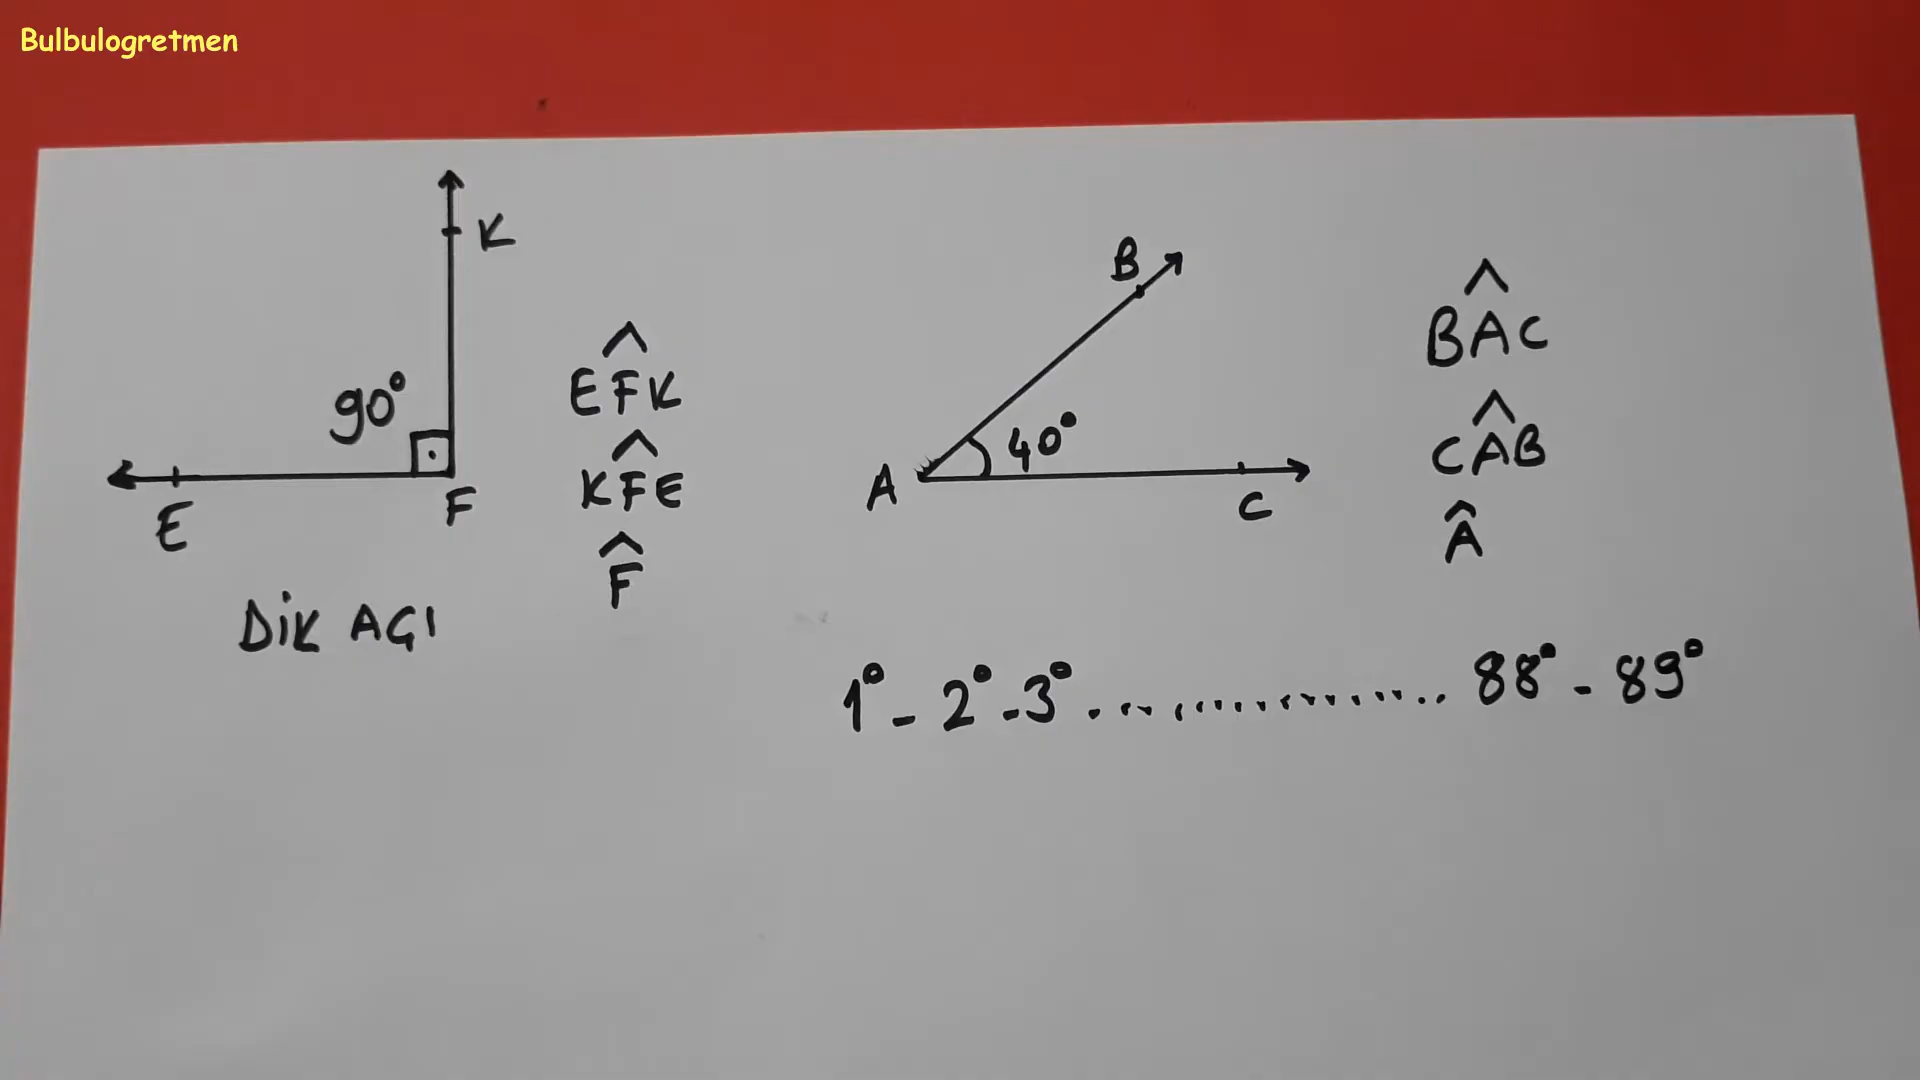 Bulbulogretmen
K
90°
E
F
DİK AÇI
EF̂K
KF̂E
F̂
B
40°
A
C
BÂC
CÂB
Â
1° - 2° - 3° ................... 88° - 89°